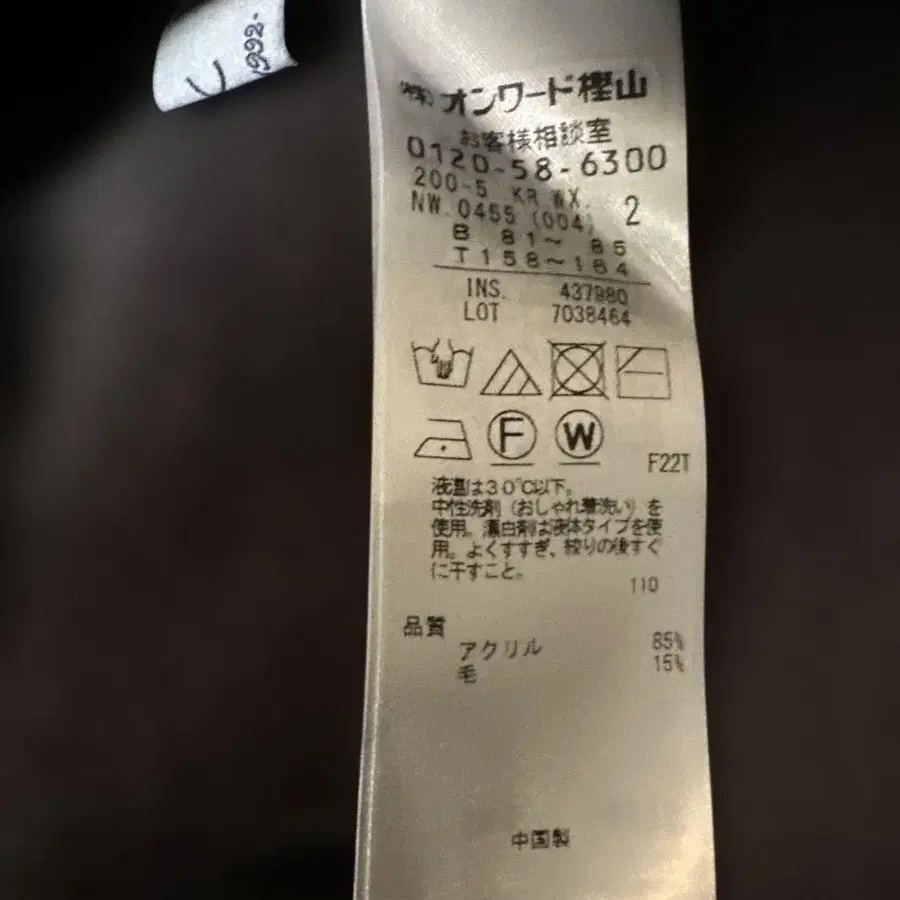 1992-
(株)オンワード樫山
お客様相談室
0120-58-6300
200-5 KR WX.
NW.0455 (004) 2
B 81~ 85
T158~164
INS. 437980
LOT 7038464
F W
F22T
液温は30℃以下。
中性洗剤(おしゃれ着洗い)を
使用。漂白剤は液体タイプを使
用。よくすすぎ、絞りの後すぐ
に干すこと。
110
品質
アクリル 85%
毛 15%
中国製